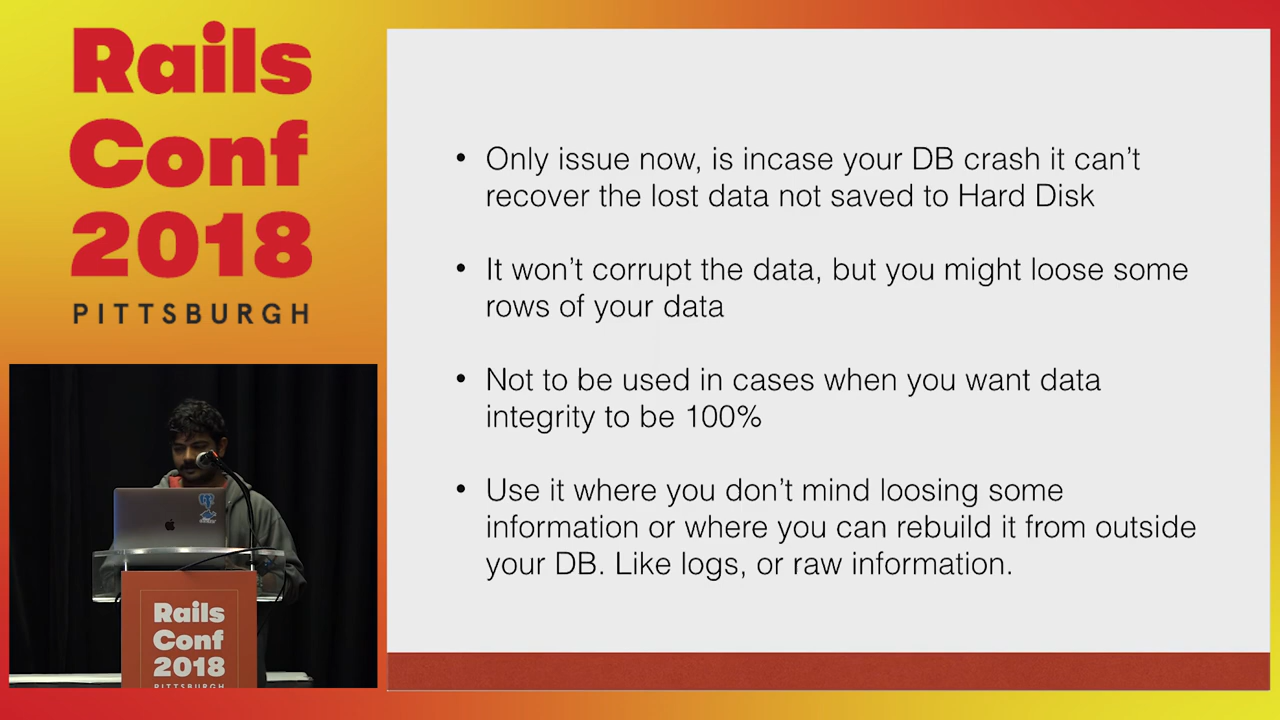 Rails
Conf
2018
PITTSBURGH
• Only issue now, is incase your DB crash it can’t
recover the lost data not saved to Hard Disk
• It won’t corrupt the data, but you might loose some
rows of your data
• Not to be used in cases when you want data
integrity to be 100%
• Use it where you don’t mind loosing some
information or where you can rebuild it from outside
your DB. Like logs, or raw information.
Rails
Conf
2018
PITTSBURGH